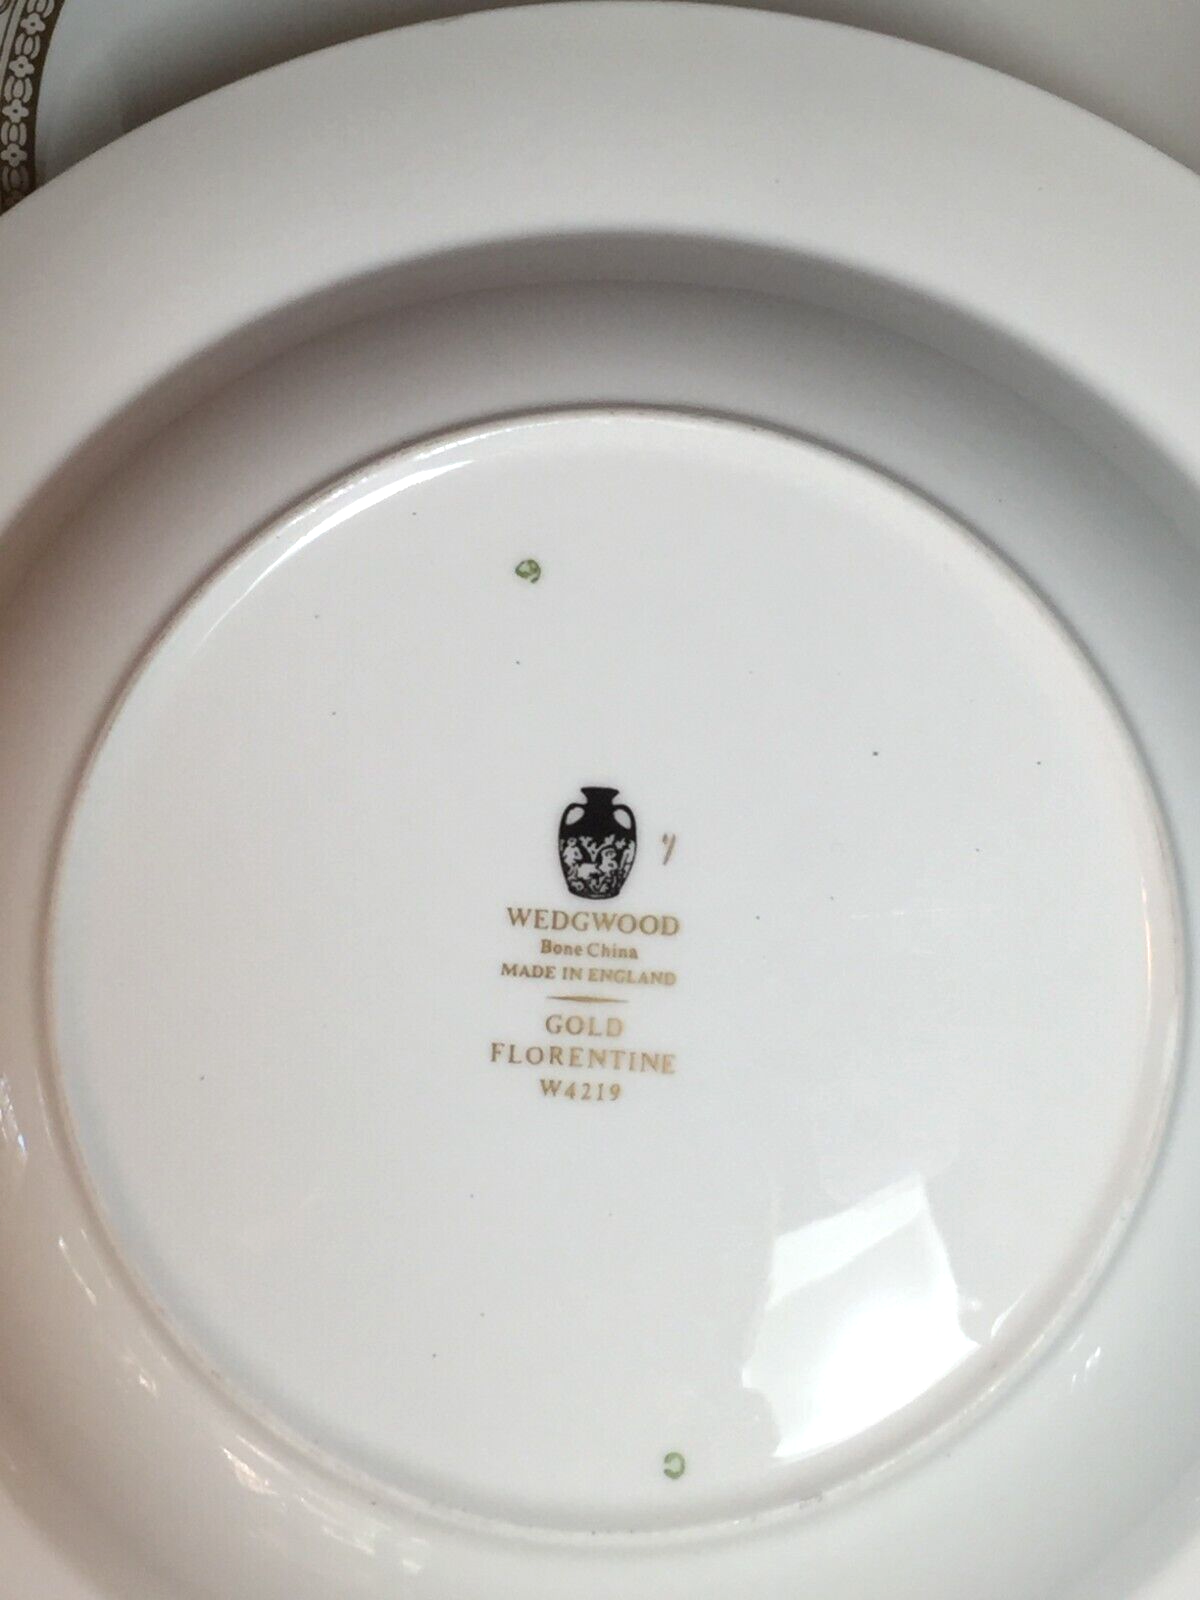 WEDGWOOD
Bone China
MADE IN ENGLAND
GOLD
FLORENTINE
W4219